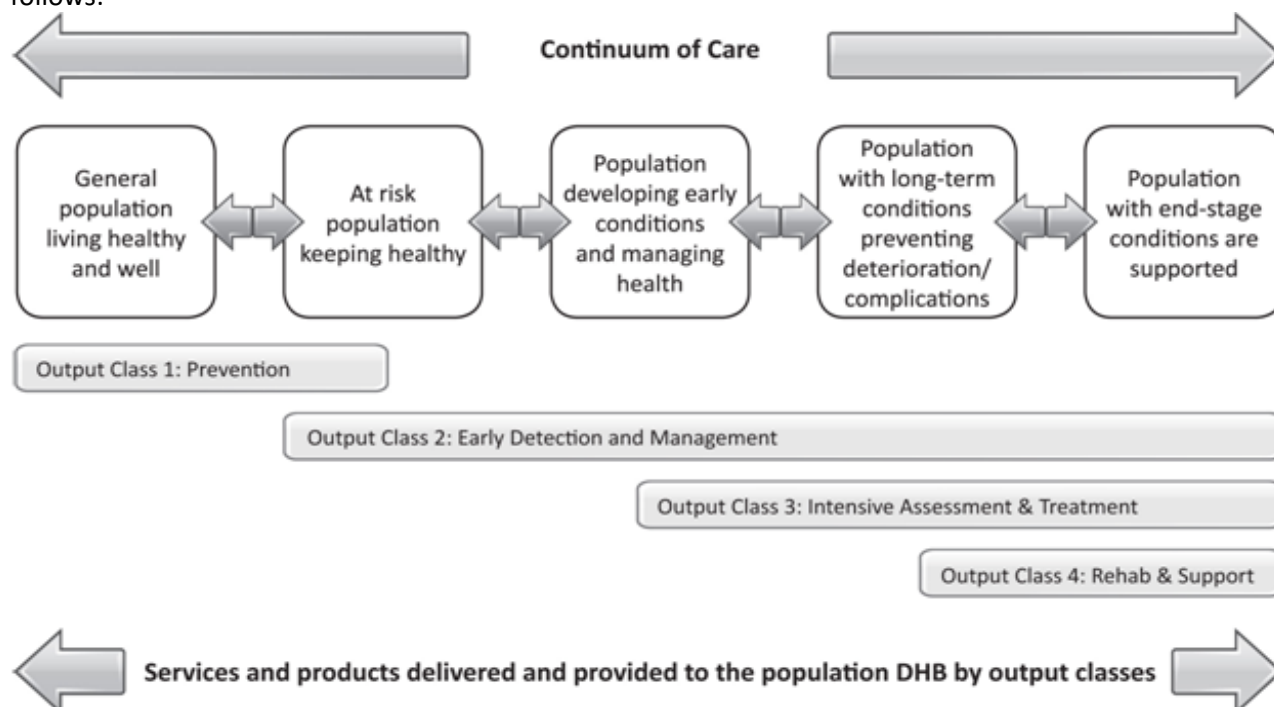 follows:
Continuum of Care
General
population
living healthy
and well
At risk
population
keeping healthy
Population
developing early
conditions
and managing
health
Population
with long-term
conditions
preventing
deterioration/
complications
Population
with end-stage
conditions are
supported
Output Class 1: Prevention
Output Class 2: Early Detection and Management
Output Class 3: Intensive Assessment & Treatment
Output Class 4: Rehab & Support
Services and products delivered and provided to the population DHB by output classes